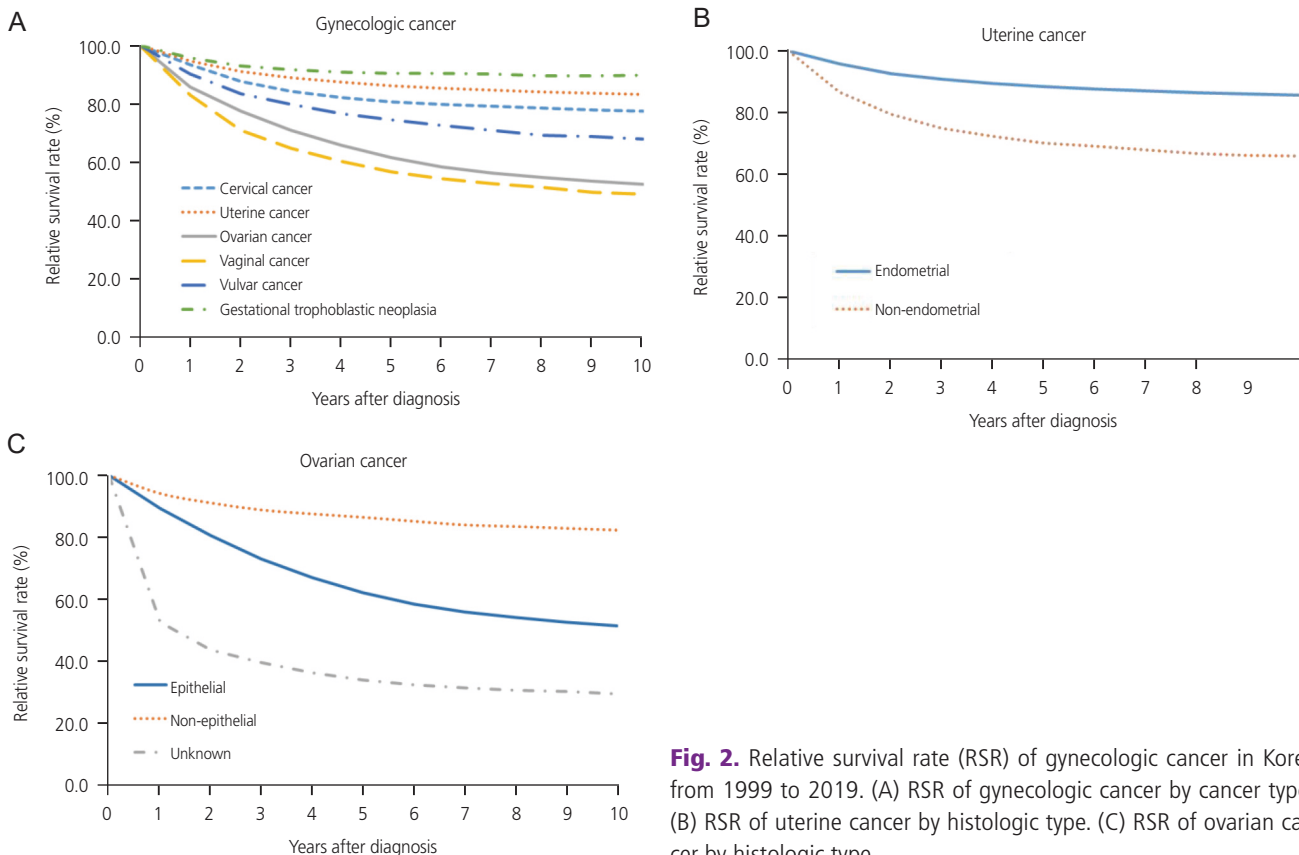 A
Gynecologic cancer
100.0
80.0
60.0
40.0
20.0
0.0
Relative survival rate (%)
Cervical cancer
Uterine cancer
Ovarian cancer
Vaginal cancer
Vulvar cancer
Gestational trophoblastic neoplasia
0 1 2 3 4 5 6 7 8 9 10
Years after diagnosis
B
Uterine cancer
100.0
80.0
60.0
40.0
20.0
0.0
Relative survival rate (%)
Endometrial
Non-endometrial
0 1 2 3 4 5 6 7 8 9
Years after diagnosis
C
Ovarian cancer
100.0
80.0
60.0
40.0
20.0
0.0
Relative survival rate (%)
Epithelial
Non-epithelial
Unknown
0 1 2 3 4 5 6 7 8 9 10
Years after diagnosis
Fig. 2. Relative survival rate (RSR) of gynecologic cancer in Kore
from 1999 to 2019. (A) RSR of gynecologic cancer by cancer type
(B) RSR of uterine cancer by histologic type. (C) RSR of ovarian ca
cer by histologic type